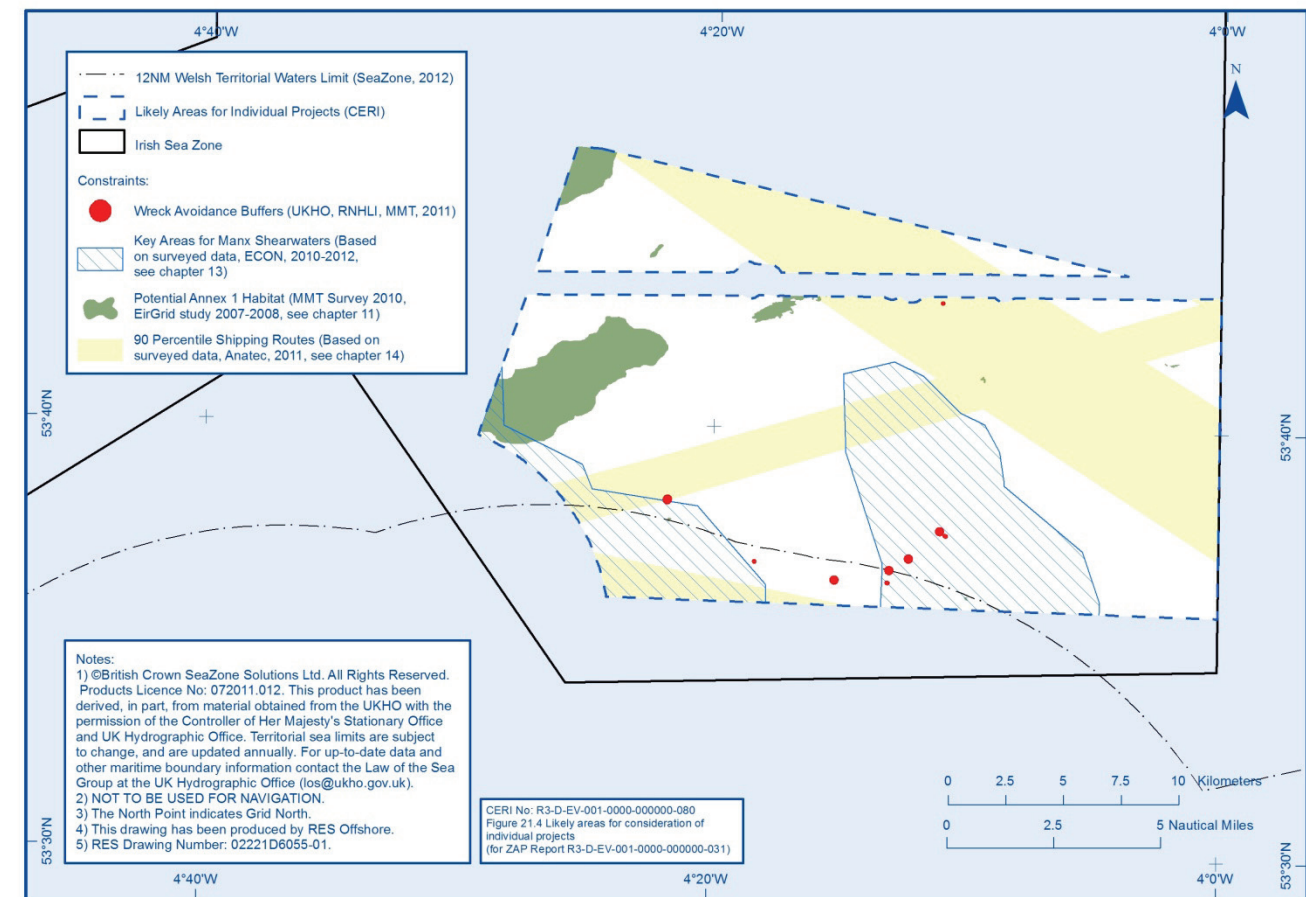 4°40'W
4°20'W
4°0'W
N
12NM Welsh Territorial Waters Limit (SeaZone, 2012)
Likely Areas for Individual Projects (CERI)
Irish Sea Zone
Constraints:
Wreck Avoidance Buffers (UKHO, RNHLI, MMT, 2011)
Key Areas for Manx Shearwaters (Based
on surveyed data, ECON, 2010-2012,
see chapter 13)
Potential Annex 1 Habitat (MMT Survey 2010,
EirGrid study 2007-2008, see chapter 11)
90 Percentile Shipping Routes (Based on
surveyed data, Anatec, 2011, see chapter 14)
53°40'N
53°40'N
Notes:
1) ©British Crown SeaZone Solutions Ltd. All Rights Reserved.
Products Licence No: 072011.012. This product has been
derived, in part, from material obtained from the UKHO with the
permission of the Controller of Her Majesty's Stationary Office
and UK Hydrographic Office. Territorial sea limits are subject
to change, and are updated annually. For up-to-date data and
other maritime boundary information contact the Law of the Sea
Group at the UK Hydrographic Office (los@ukho.gov.uk).
2) NOT TO BE USED FOR NAVIGATION.
3) The North Point indicates Grid North.
4) This drawing has been produced by RES Offshore.
5) RES Drawing Number: 02221D6055-01.
CERI No: R3-D-EV-001-0000-000000-080
Figure 21.4 Likely areas for consideration of
individual projects
(for ZAP Report R3-D-EV-001-0000-000000-031)
0 2.5 5 7.5 10 Kilometers
0 2.5 5 Nautical Miles
53°30'N
53°30'N
4°40'W
4°20'W
4°0'W